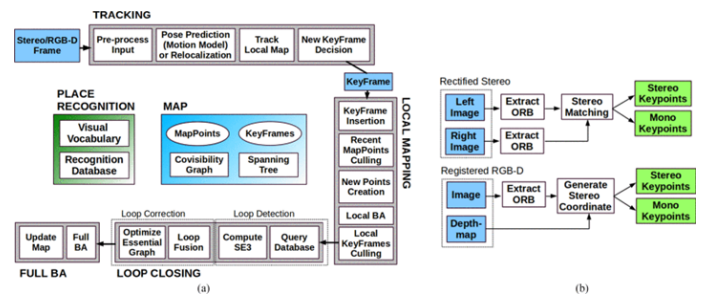 TRACKING
Stereo/RGB-D
Frame
Pre-process
Input
Pose Prediction
(Motion Model)
or Relocalization
Track
Local Map
New KeyFrame
Decision
KeyFrame
PLACE
RECOGNITION
Visual
Vocabulary
Recognition
Database
MAP
MapPoints
KeyFrames
Covisibility
Graph
Spanning
Tree
LOCAL MAPPING
KeyFrame
Insertion
Recent
MapPoints
Culling
New Points
Creation
Local BA
Local
KeyFrames
Culling
Loop Correction
Loop Detection
Update
Map
Full
BA
Optimize
Essential
Graph
Loop
Fusion
Compute
SE3
Query
Database
FULL BA
LOOP CLOSING
(a)
Rectified Stereo
Left
Image
Extract
ORB
Stereo
Matching
Stereo
Keypoints
Right
Image
Extract
ORB
Mono
Keypoints
Registered RGB-D
Image
Extract
ORB
Generate
Stereo
Coordinate
Stereo
Keypoints
Depth-
map
Mono
Keypoints
(b)